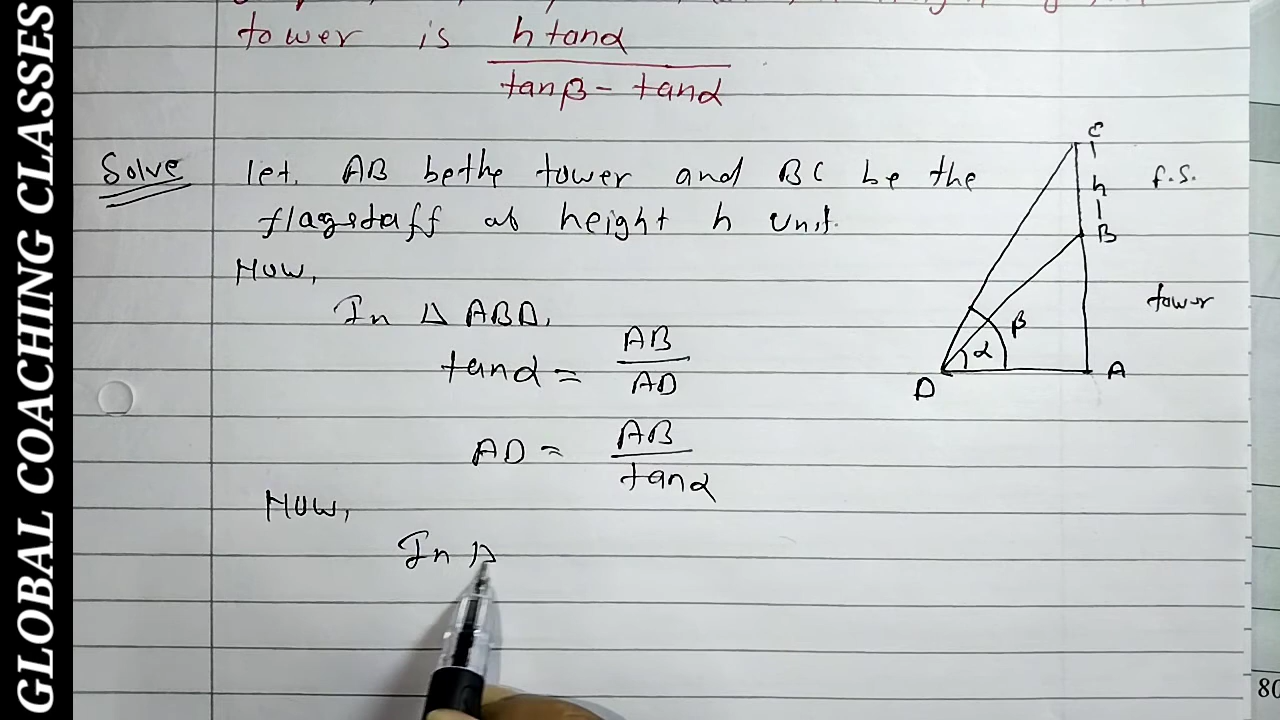 GLOBAL COACHING CLASSES
tower is h tanα
tanβ - tanα
Solve let. AB be the tower and BC be the
flagstaff of height h unit.
Now,
In Δ ABD,
tanα = AB
AD
AD = AB
tanα
Now,
In Δ
C
h
f.s.
B
tower
β
α
D
A
80